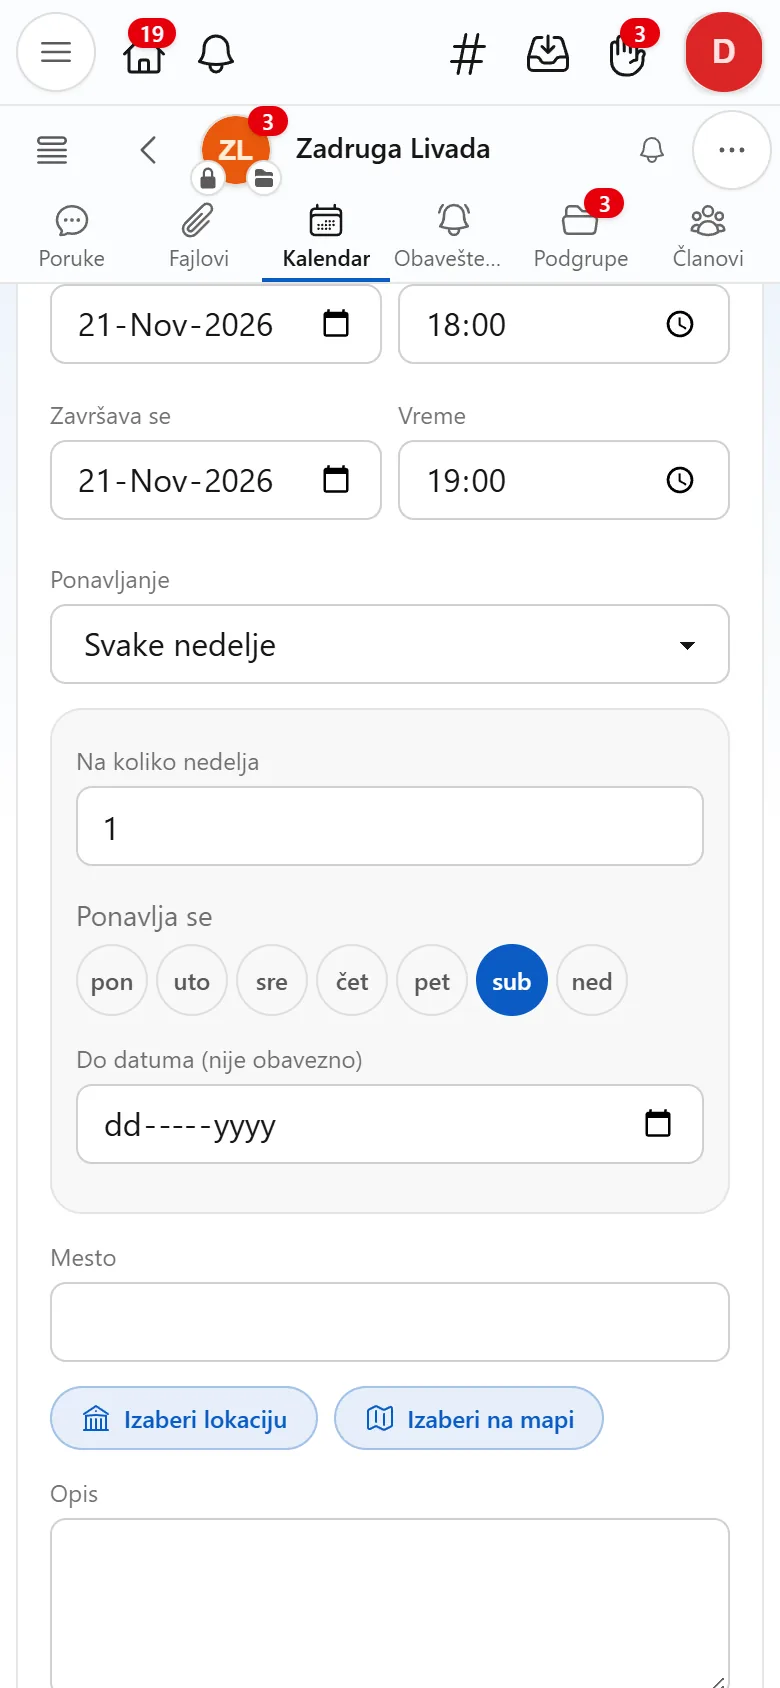 19
3
D
ZL
3
Zadruga Livada
Poruke
Fajlovi
Kalendar
Obavešte...
3
Podgrupe
Članovi
21-Nov-2026
18:00
Završava se
Vreme
21-Nov-2026
19:00
Ponavljanje
Svake nedelje
Na koliko nedelja
1
Ponavlja se
pon uto sre čet pet sub ned
Do datuma (nije obavezno)
dd-----yyyy
Mesto
Izaberi lokaciju
Izaberi na mapi
Opis